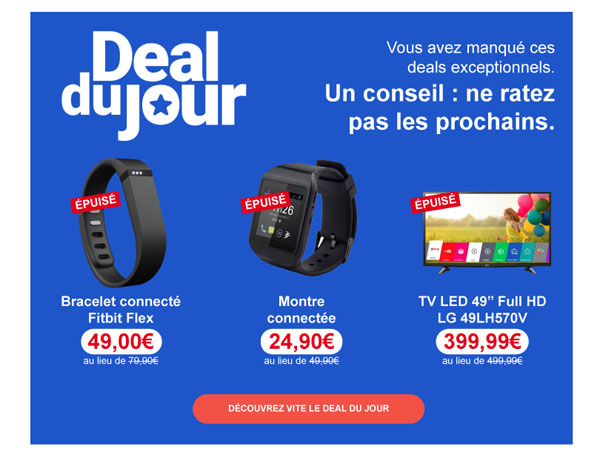 Deal
du jour
Vous avez manqué ces
deals exceptionnels.
Un conseil : ne ratez
pas les prochains.
ÉPUISÉ
Bracelet connecté
Fitbit Flex
49,00€
au lieu de 79,90€
ÉPUISÉ
Montre
connectée
24,90€
au lieu de 49,90€
ÉPUISÉ
TV LED 49’’ Full HD
LG 49LH570V
399,99€
au lieu de 499,99€
DÉCOUVREZ VITE LE DEAL DU JOUR